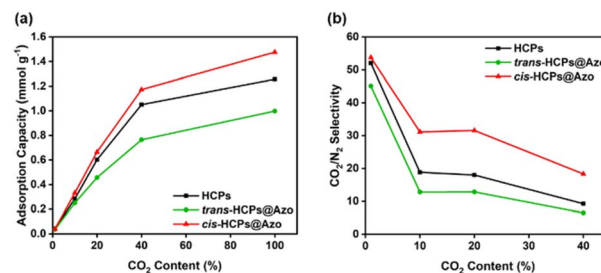 (a)
Adsorption Capacity (mmol g⁻¹)
1.6
1.4
1.2
1.0
0.8
0.6
0.4
0.2
0.0
HCPs
trans-HCPs@Azo
cis-HCPs@Azo
0 20 40 60 80 100
CO₂ Content (%)
(b)
CO₂/N₂ Selectivity
60
50
40
30
20
10
0
HCPs
trans-HCPs@Azo
cis-HCPs@Azo
0 10 20 30 40
CO₂ Content (%)